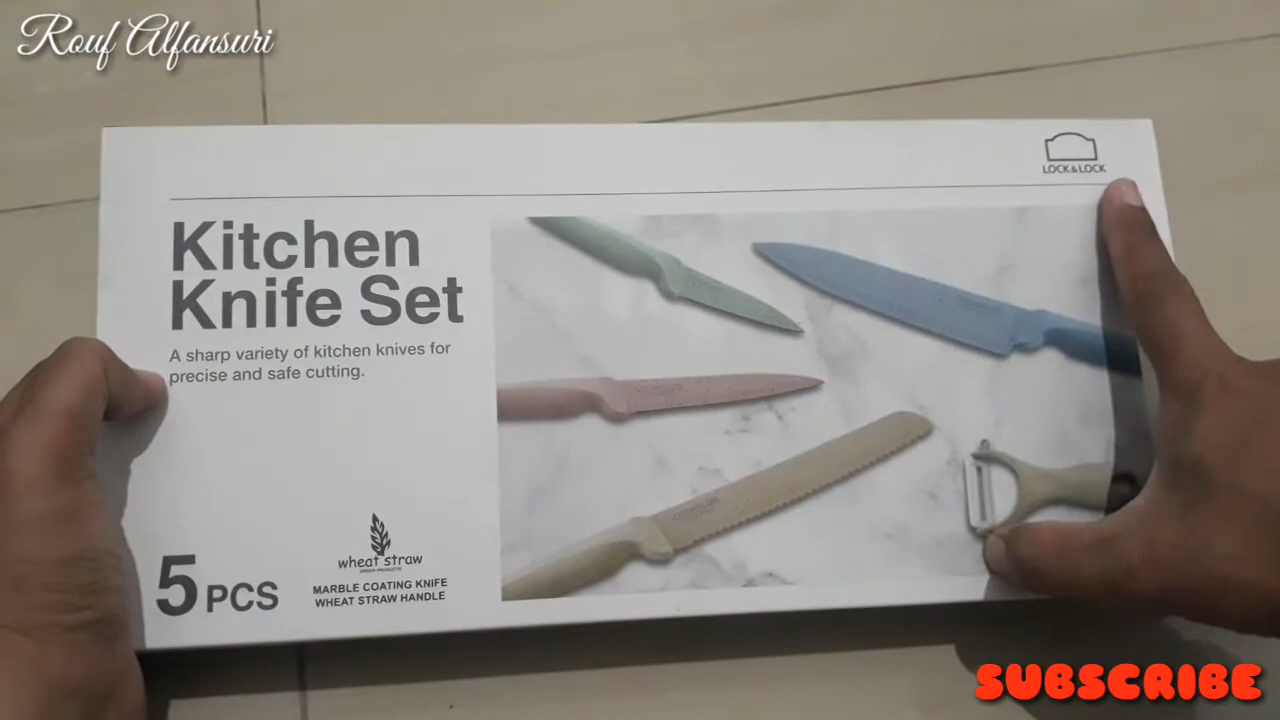 Rouf Alfansuri
LOCK&LOCK
Kitchen
Knife Set
A sharp variety of kitchen knives for
precise and safe cutting.
wheat straw
5 PCS
MARBLE COATING KNIFE
WHEAT STRAW HANDLE
SUBSCRIBE